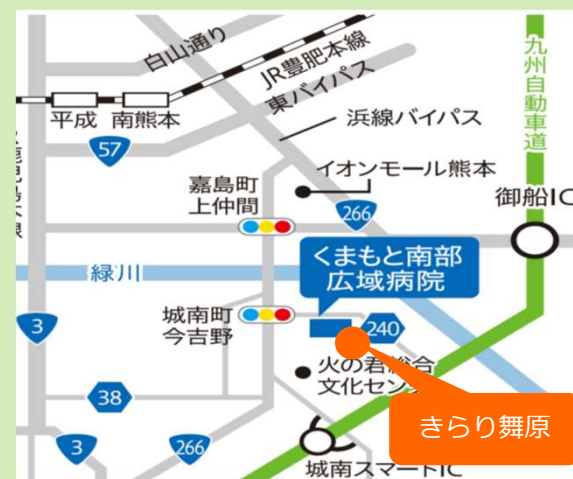 白山通り
JR豊肥本線
東バイパス
九州自動車道
平成
南熊本
浜線バイパス
57
イオンモール熊本
嘉島町
上仲間
266
御船IC
くまもと南部
広域病院
緑川
城南町
今吉野
3
240
火の君総合
文化セン
38
きらり舞原
3
266
城南スマートIC